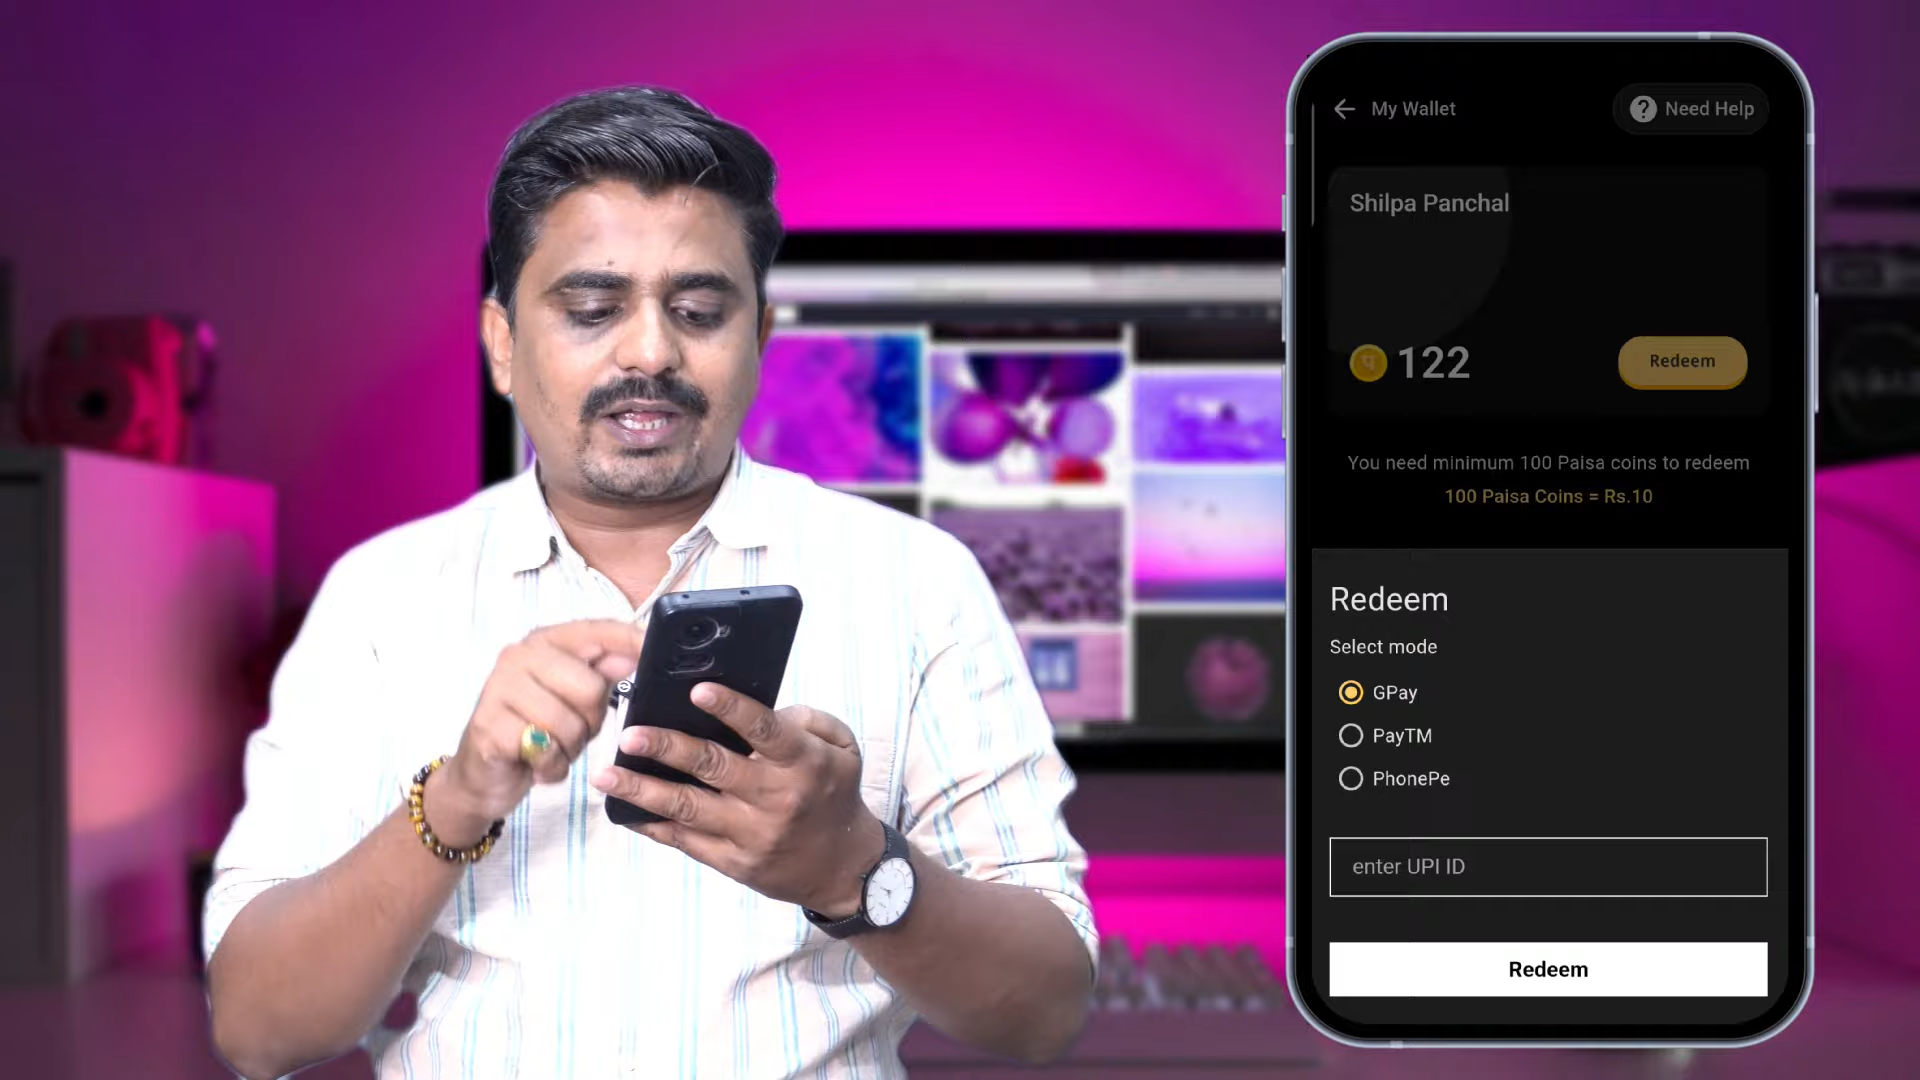 My Wallet
Need Help
Shilpa Panchal
122
Redeem
You need minimum 100 Paisa coins to redeem
100 Paisa Coins = Rs.10
Redeem
Select mode
GPay
PayTM
PhonePe
enter UPI ID
Redeem